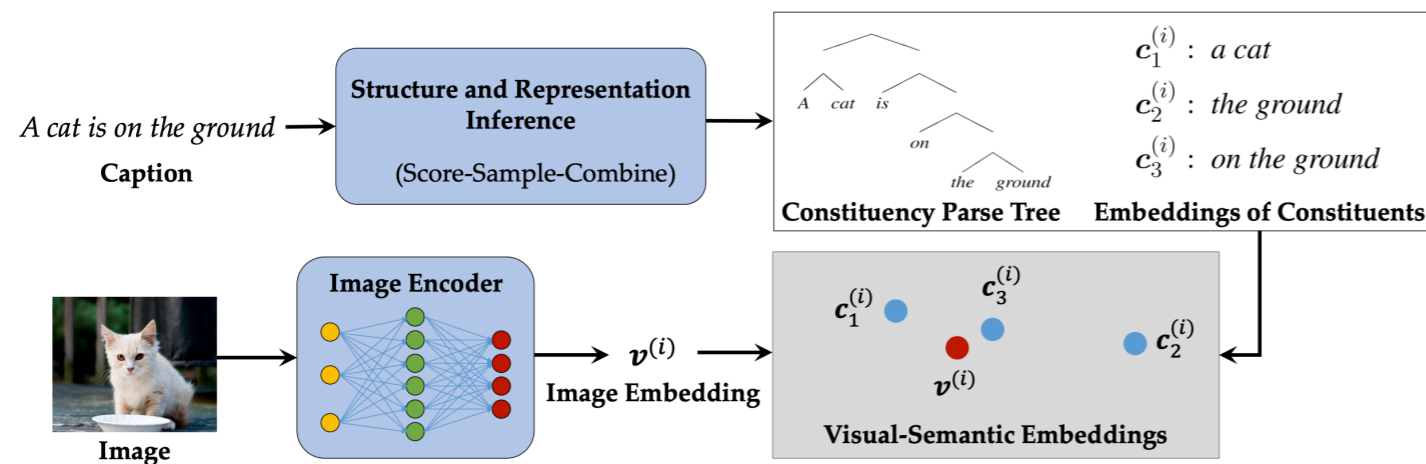 A cat is on the ground
Caption
Structure and Representation
Inference
(Score-Sample-Combine)
A cat is
on
the ground
Constituency Parse Tree
c₁⁽ⁱ⁾ : a cat
c₂⁽ⁱ⁾ : the ground
c₃⁽ⁱ⁾ : on the ground
Embeddings of Constituents
Image
Image Encoder
v⁽ⁱ⁾
Image Embedding
c₁⁽ⁱ⁾
c₃⁽ⁱ⁾
c₂⁽ⁱ⁾
v⁽ⁱ⁾
Visual-Semantic Embeddings